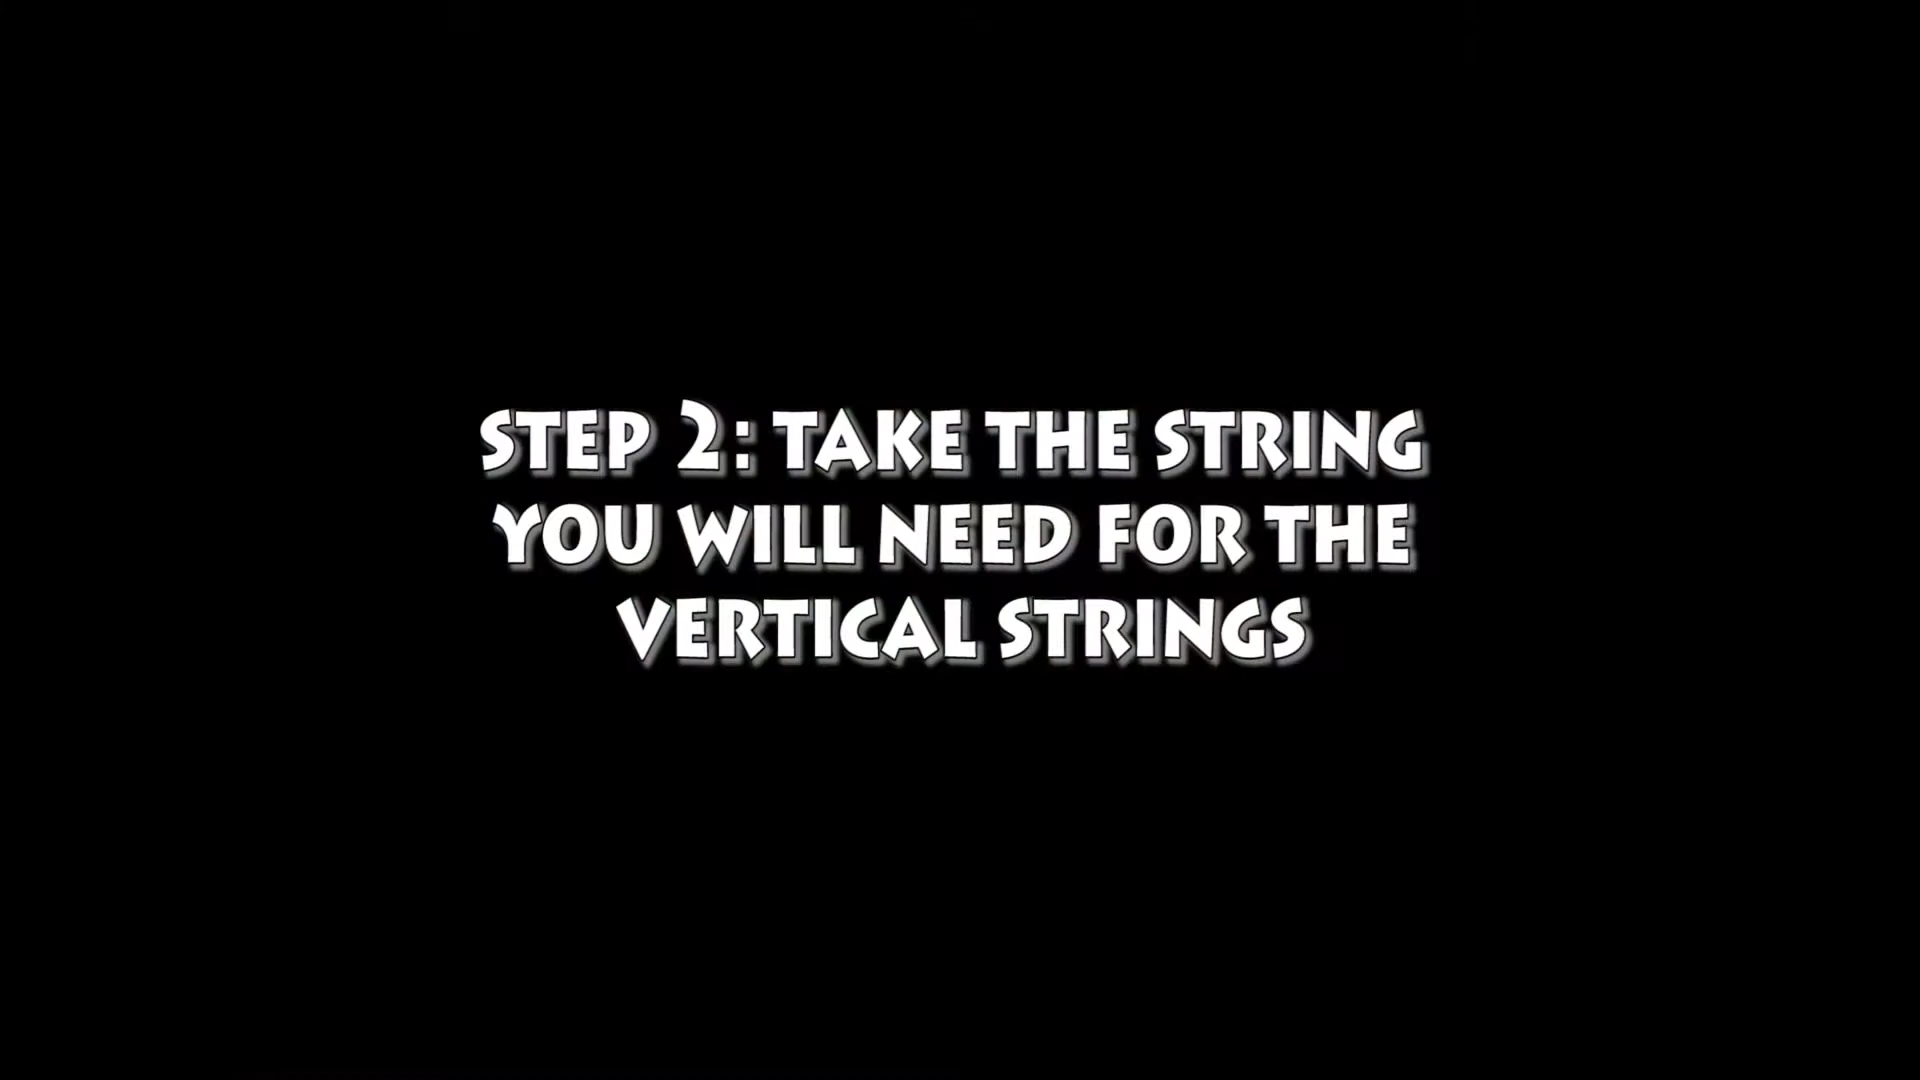 STEP 2: TAKE THE STRING
YOU WILL NEED FOR THE
VERTICAL STRINGS